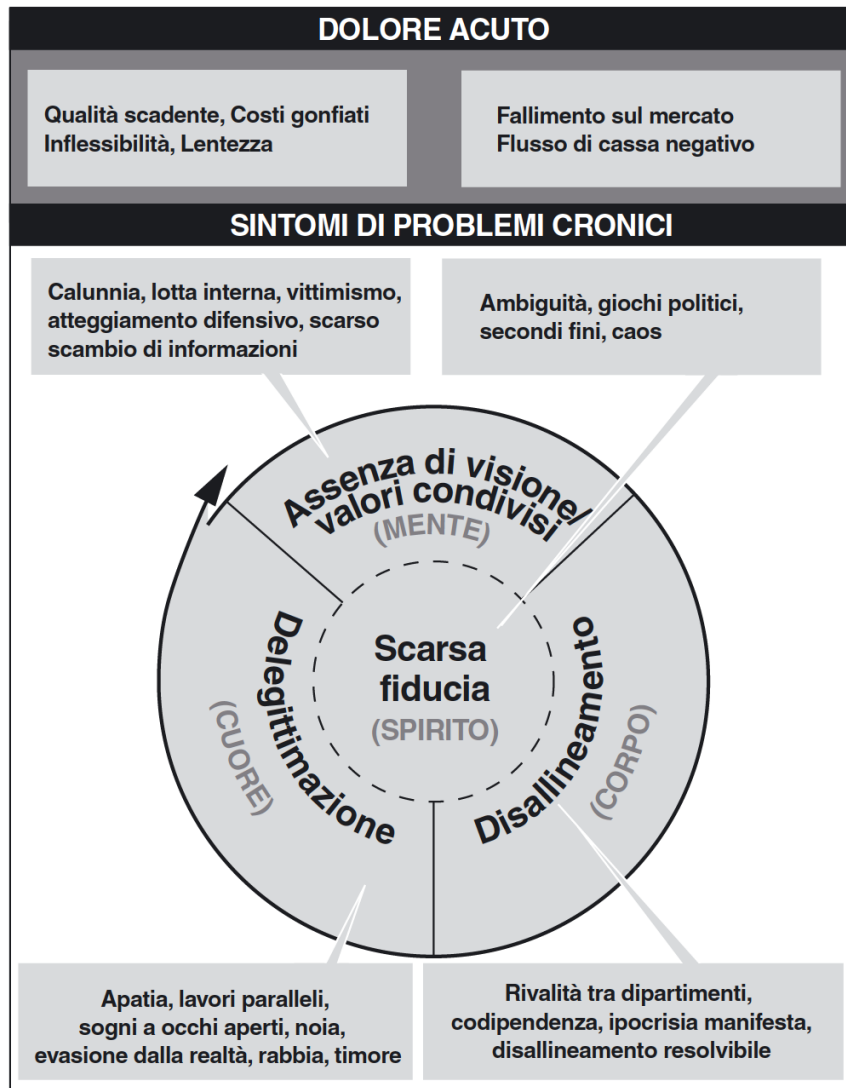 DOLORE ACUTO
Qualità scadente, Costi gonfiati
Inflessibilità, Lentezza
Fallimento sul mercato
Flusso di cassa negativo
SINTOMI DI PROBLEMI CRONICI
Calunnia, lotta interna, vittimismo,
atteggiamento difensivo, scarso
scambio di informazioni
Ambiguità, giochi politici,
secondi fini, caos
Assenza di visione/
valori condivisi
(MENTE)
Delegittimazione
(CUORE)
Scarsa
fiducia
(SPIRITO)
Disallineamento
(CORPO)
Apatia, lavori paralleli,
sogni a occhi aperti, noia,
evasione dalla realtà, rabbia, timore
Rivalità tra dipartimenti,
codipendenza, ipocrisia manifesta,
disallineamento resolvibile